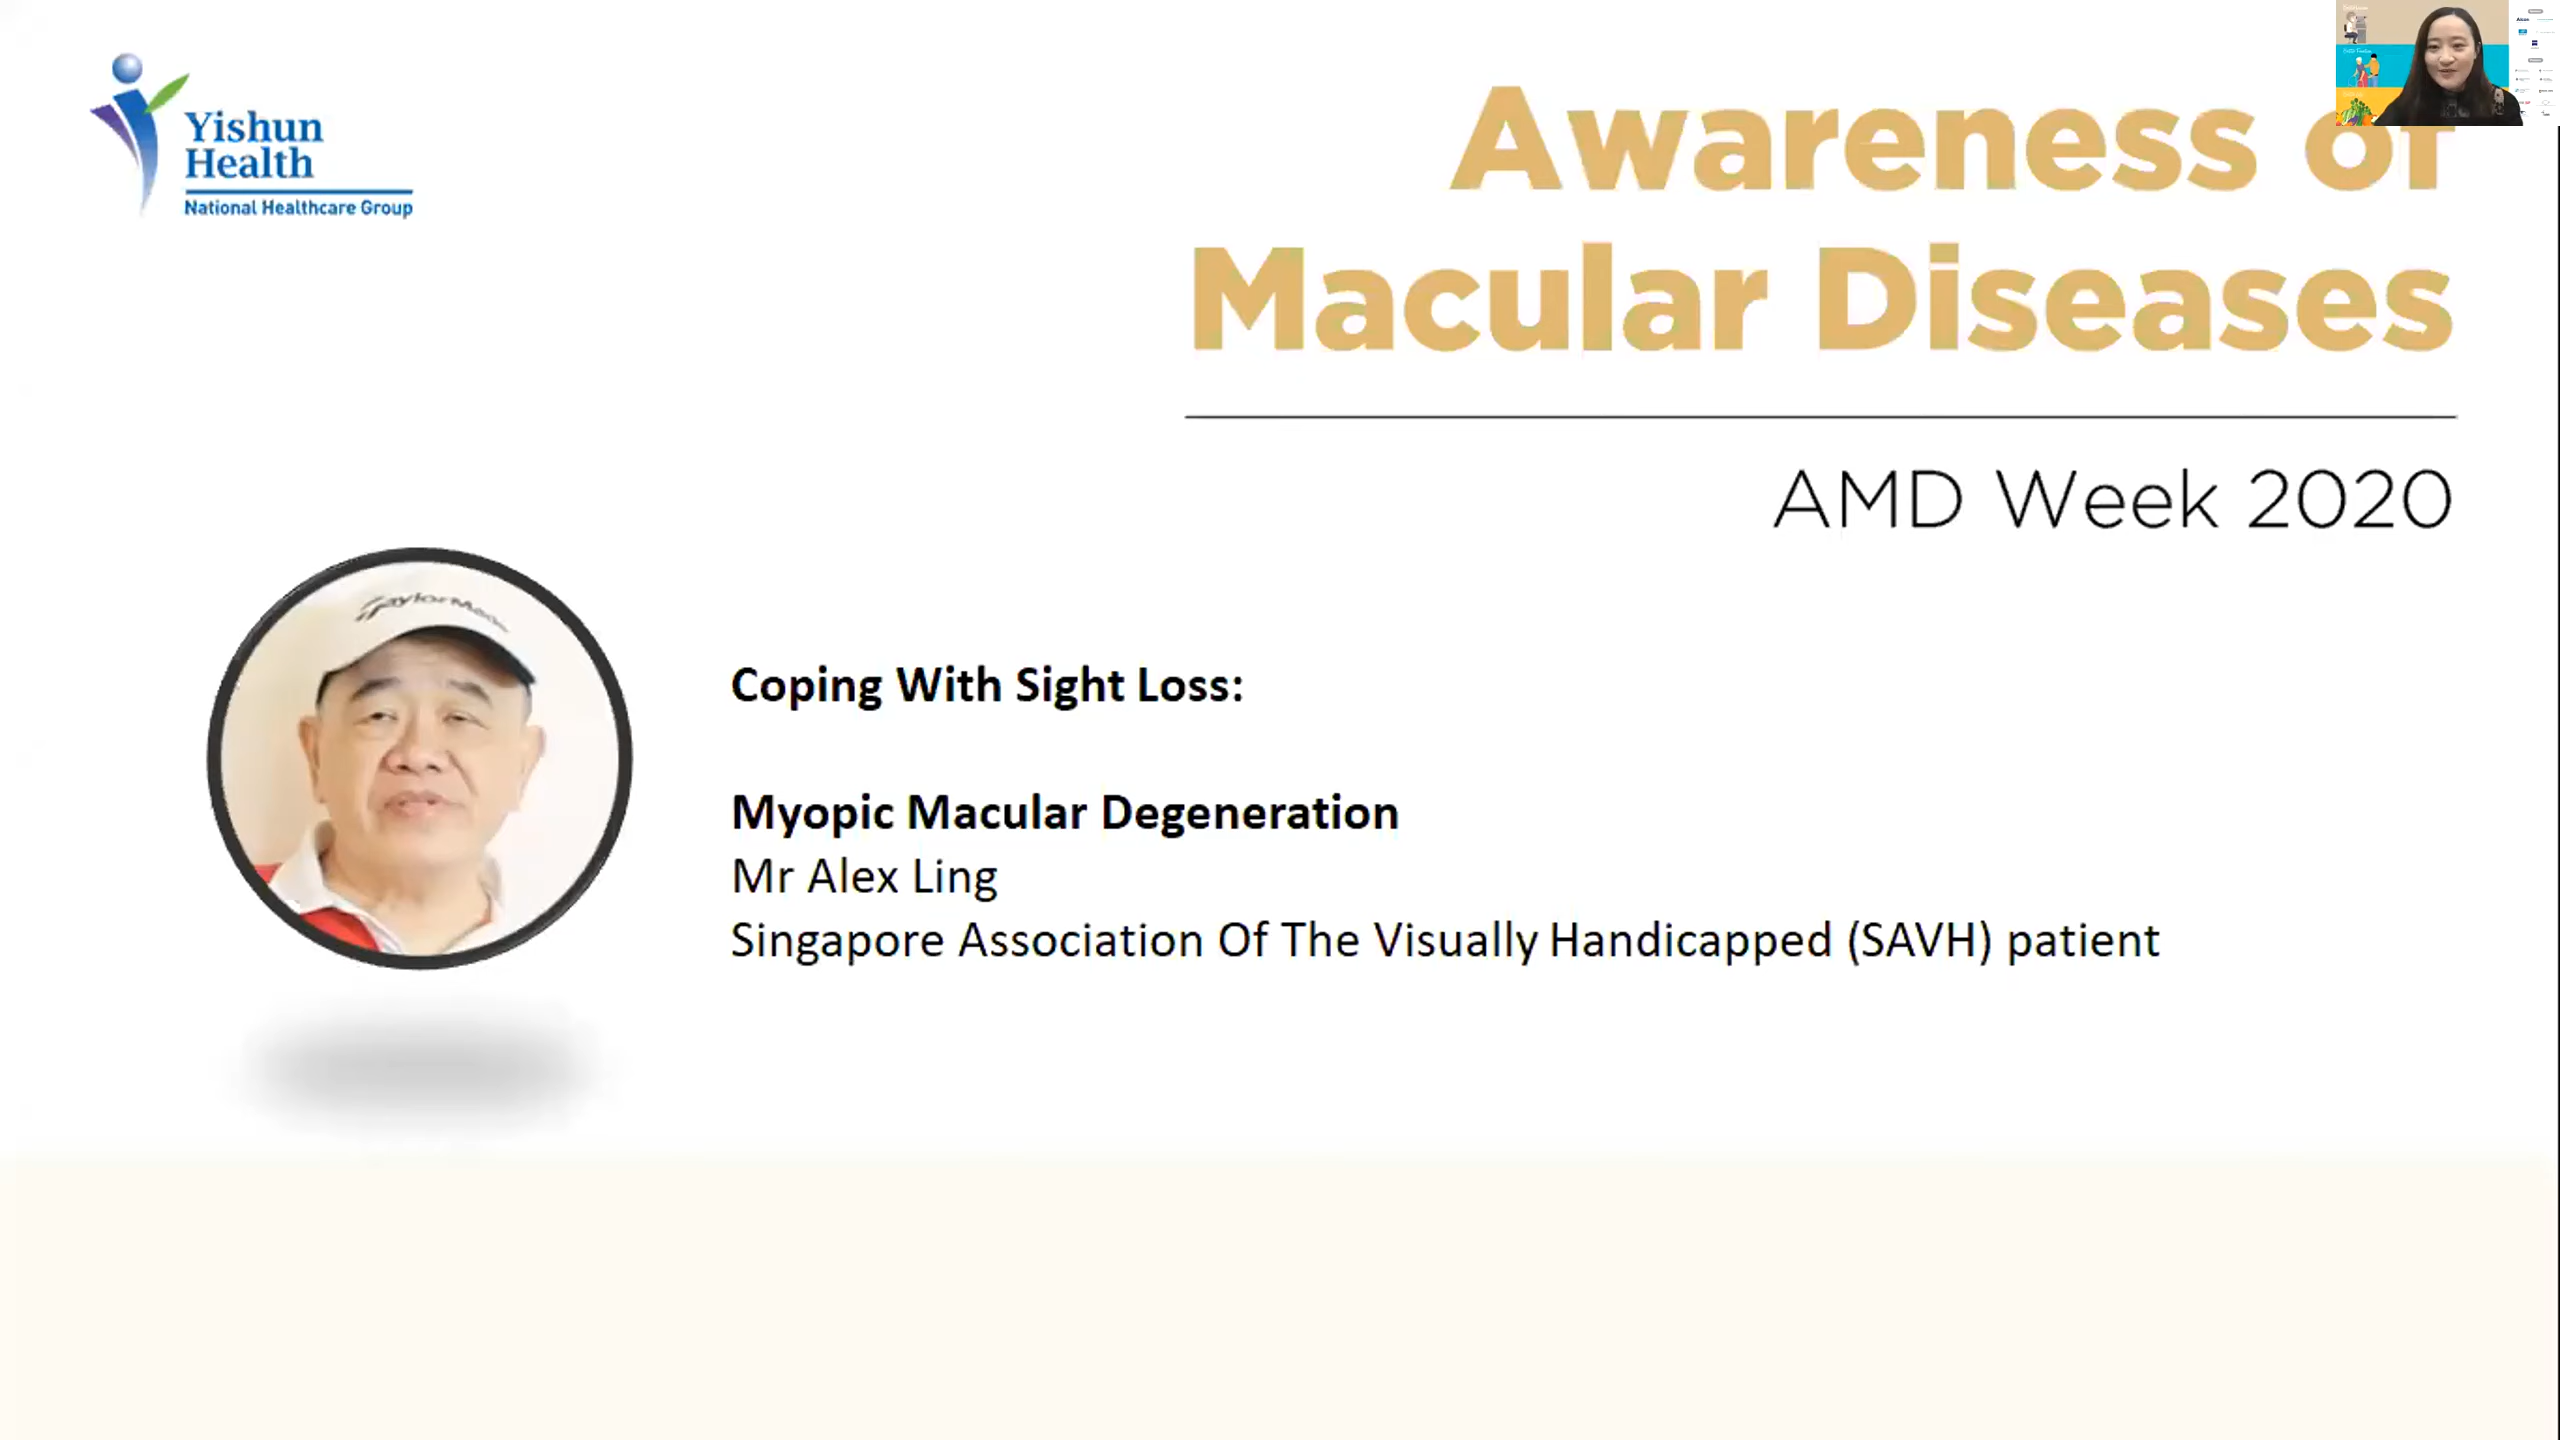 Yishun
Health
National Healthcare Group
Awareness of
Macular Diseases
AMD Week 2020
TaylorMade
Coping With Sight Loss:
Myopic Macular Degeneration
Mr Alex Ling
Singapore Association Of The Visually Handicapped (SAVH) patient